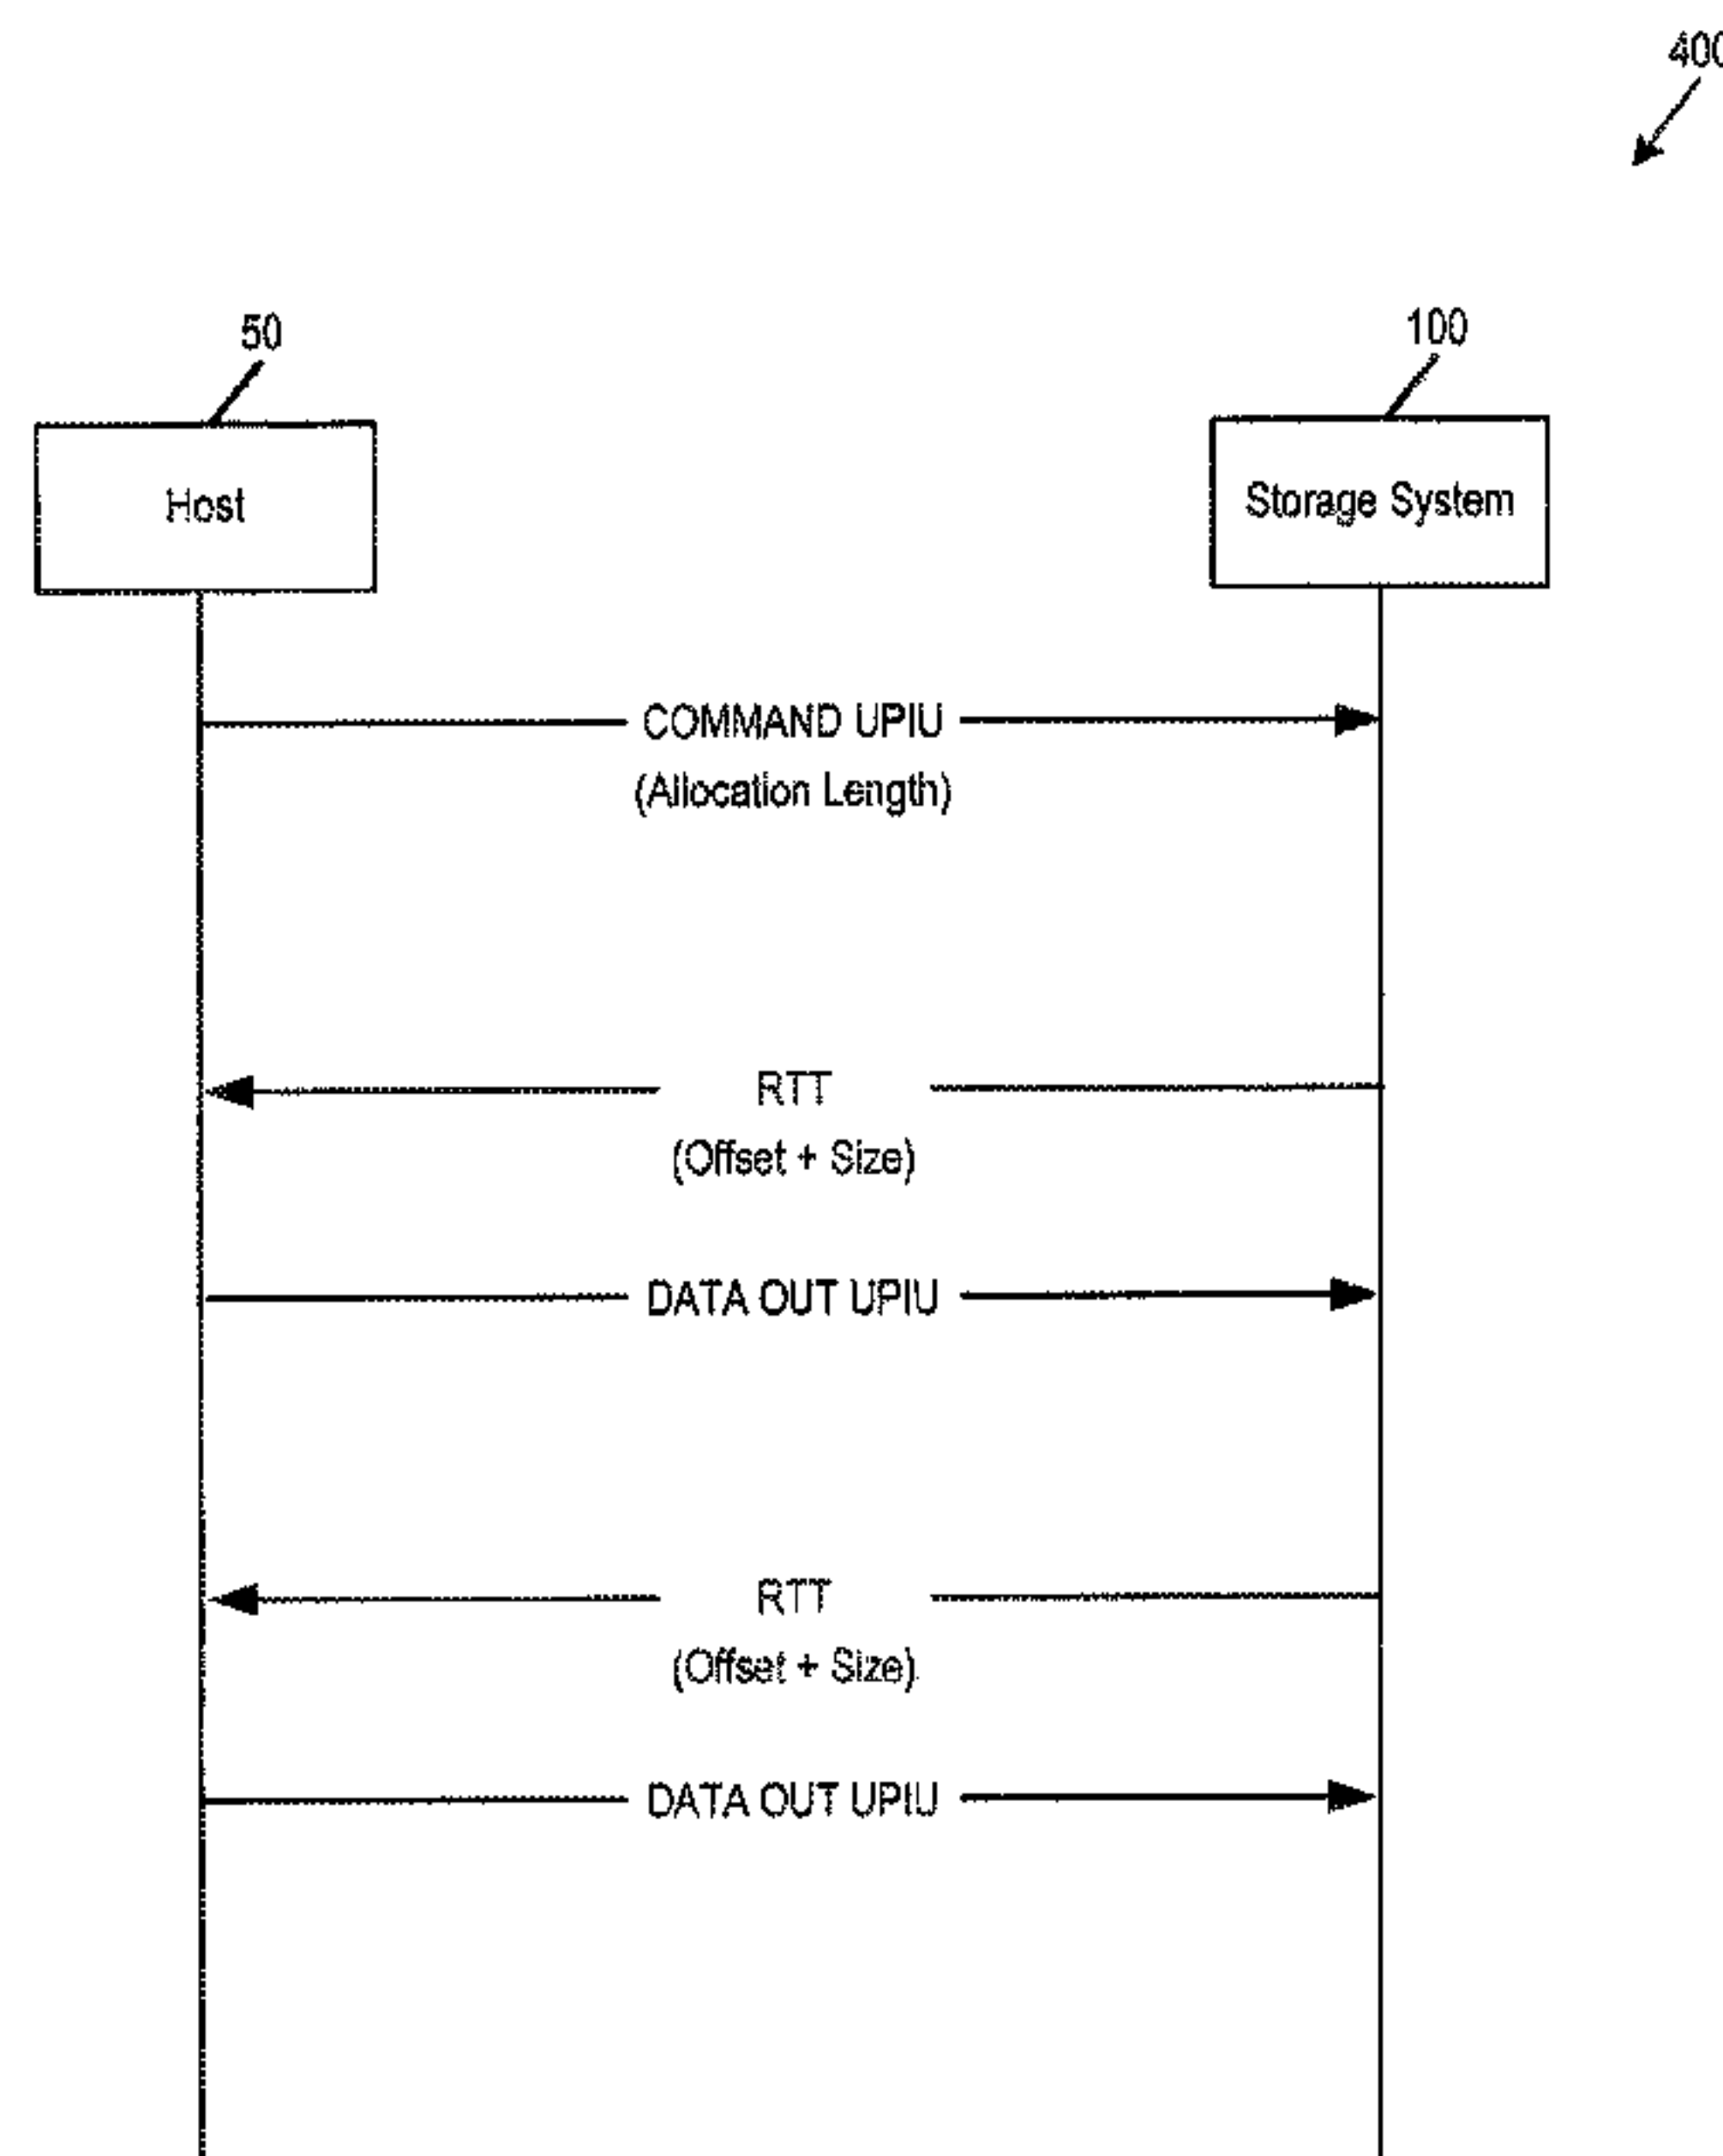 400
50
100
Host
Storage System
COMMAND UPIU
(Allocation Length)
RTT
(Offset + Size)
DATA OUT UPIU
RTT
(Offset + Size)
DATA OUT UPIU